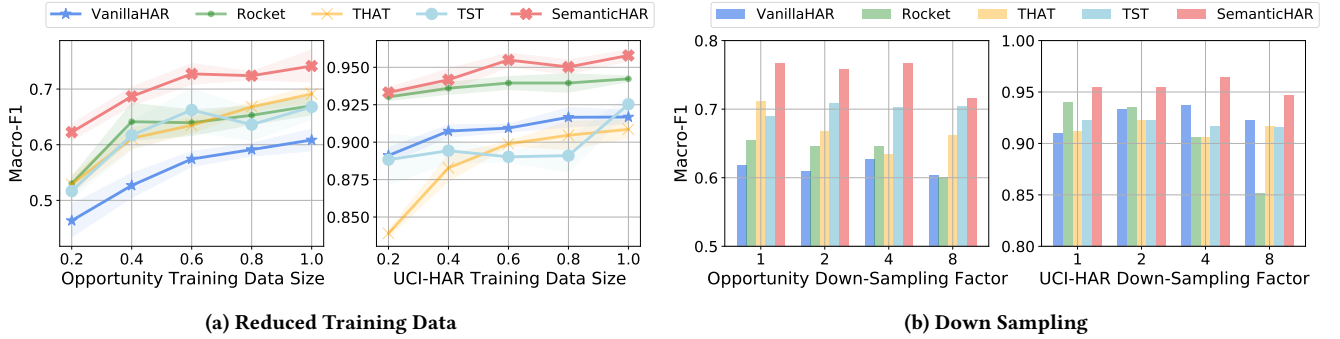 VanillaHAR Rocket THAT TST SemanticHAR
Macro-F1
0.7
0.6
0.5
0.2 0.4 0.6 0.8 1.0
Opportunity Training Data Size
0.950
0.925
0.900
0.875
0.850
0.2 0.4 0.6 0.8 1.0
UCI-HAR Training Data Size
(a) Reduced Training Data
VanillaHAR Rocket THAT TST SemanticHAR
Macro-F1
0.8
0.7
0.6
0.5
1 2 4 8
Opportunity Down-Sampling Factor
1.00
0.95
0.90
0.85
0.80
1 2 4 8
UCI-HAR Down-Sampling Factor
(b) Down Sampling